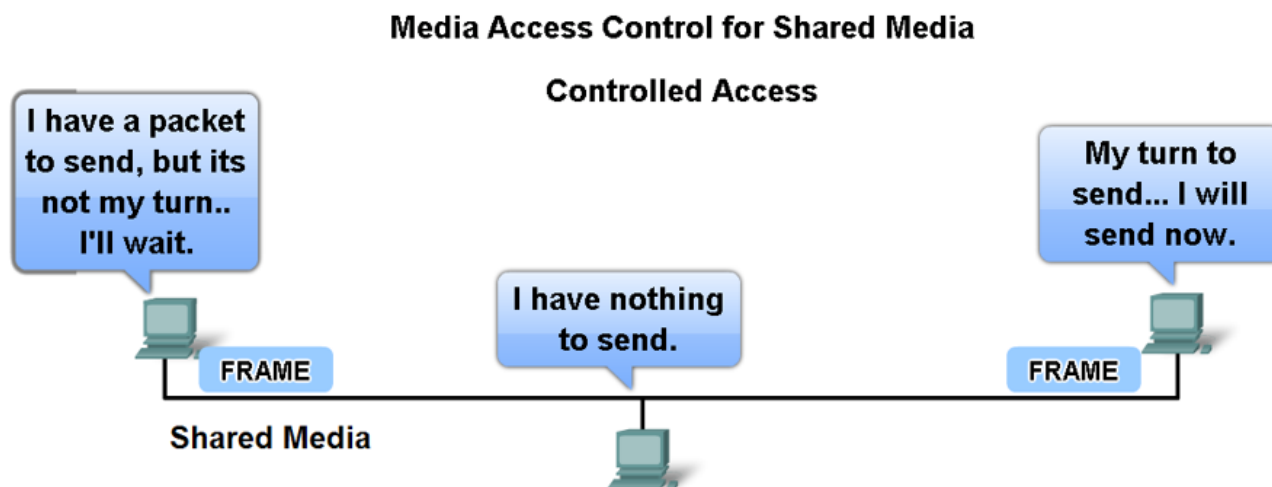 Media Access Control for Shared Media
Controlled Access
I have a packet
to send, but its
not my turn..
I'll wait.
My turn to
send... I will
send now.
I have nothing
to send.
FRAME
FRAME
Shared Media